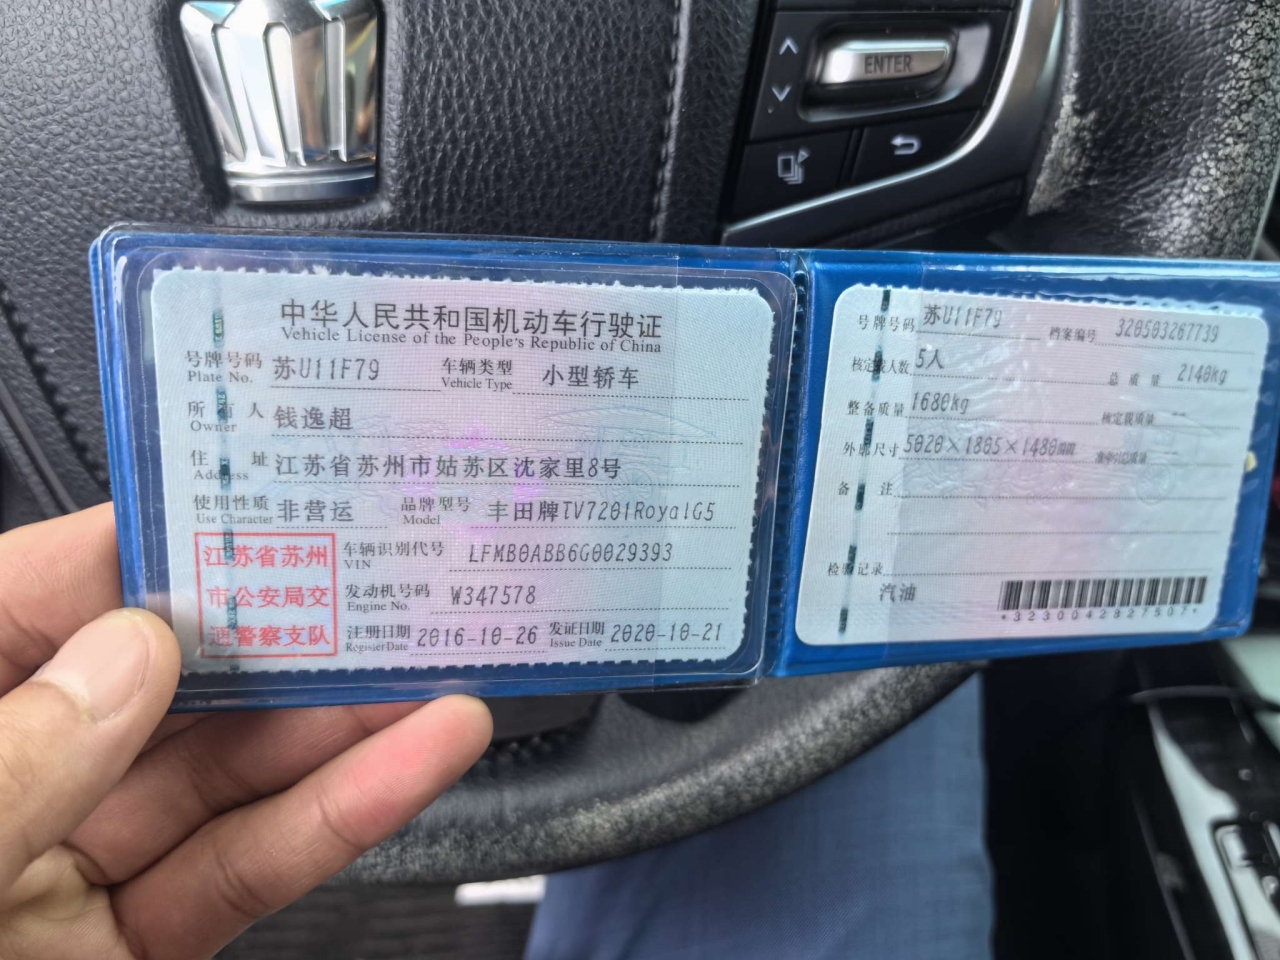 ENTER
中华人民共和国机动车行驶证
Vehicle License of the People's Republic of China
号牌号码 Plate No. 苏U11F79 车辆类型 Vehicle Type 小型轿车
所有人 Owner 钱逸超
住址 Address 江苏省苏州市姑苏区沈家里8号
使用性质 Use Character 非营运 品牌型号 Model 丰田牌TV7201RoyalG5
车辆识别代号 VIN LFMB0ABB6G0029393
发动机号码 Engine No. W347578
注册日期 Register Date 2016-10-26 发证日期 Issue Date 2020-10-21
江苏省苏州
市公安局交
通警察支队
号牌号码 苏U11F79 档案编号 320503267739
核定载人数 5人 总质量 2140kg
整备质量 1680kg 核定载质量 --
外廓尺寸 5020×1805×1480mm 准牵引总质量 --
备注
检验记录
汽油
*3230042827507*